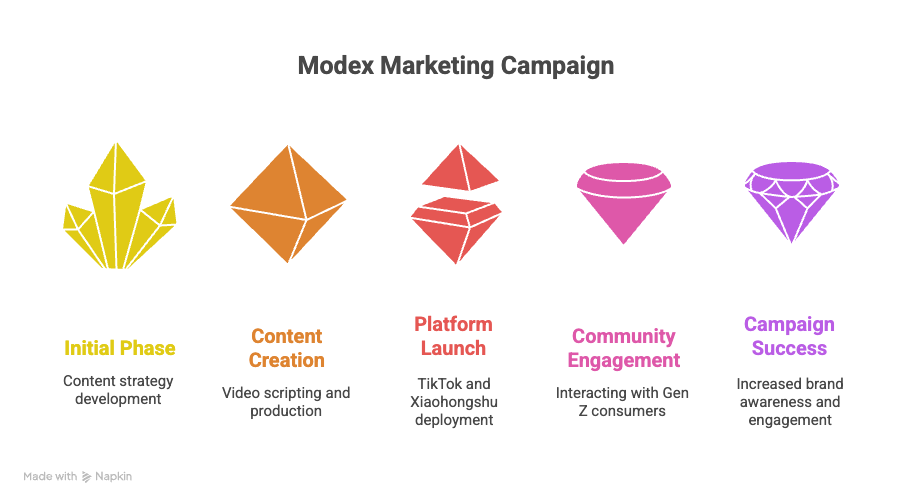 Modex Marketing Campaign
Initial Phase
Content strategy
development
Content
Creation
Video scripting and
production
Platform
Launch
TikTok and
Xiaohongshu
deployment
Community
Engagement
Interacting with Gen
Z consumers
Campaign
Success
Increased brand
awareness and
engagement
Made with Napkin